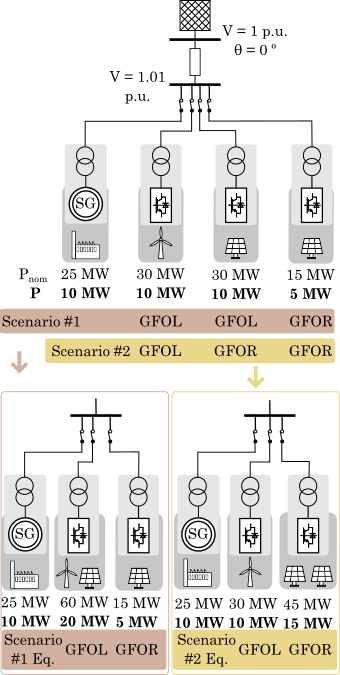 V = 1 p.u.
θ = 0 º
V = 1.01
p.u.
SG
Pnom 25 MW 30 MW 30 MW 15 MW
P 10 MW 10 MW 10 MW 5 MW
Scenario #1 GFOL GFOL GFOR
Scenario #2 GFOL GFOR GFOR
SG
25 MW 60 MW 15 MW
10 MW 20 MW 5 MW
Scenario
#1 Eq. GFOL GFOR
SG
25 MW 30 MW 45 MW
10 MW 10 MW 15 MW
Scenario
#2 Eq. GFOL GFOR